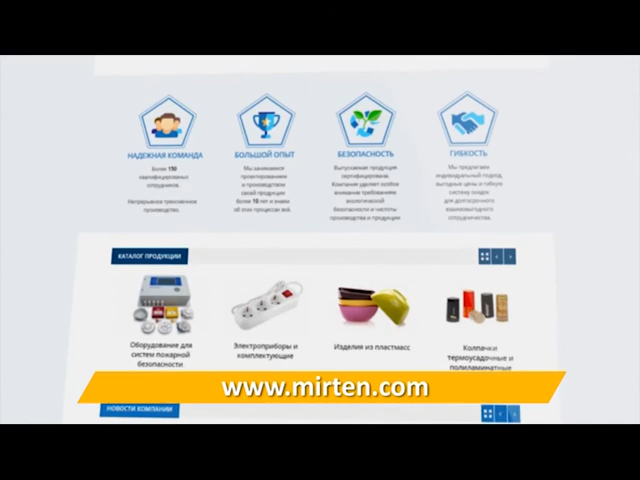 НАДЕЖНАЯ КОМАНДА
Более 150
квалифицированных
сотрудников.
Непрерывное трехсменное
производство.
БОЛЬШОЙ ОПЫТ
Мы занимаемся
проектированием
и производством
своей продукции
более 10 лет и знаем
об этих процессах всё.
БЕЗОПАСНОСТЬ
Выпускаемая продукция
сертифицирована.
Компания уделяет особое
внимание требованиям
экологической
безопасности и чистоты
производства и продукции
ГИБКОСТЬ
Мы предлагаем
индивидуальный подход,
выгодные цены и гибкую
систему скидок
для долгосрочного
взаимовыгодного
сотрудничества.
КАТАЛОГ ПРОДУКЦИИ
Оборудование для
систем пожарной
безопасности
Электроприборы и
комплектующие
Изделия из пластмасс
Колпачки
термоусадочные и
полиламинатные
www.mirten.com
НОВОСТИ КОМПАНИИ